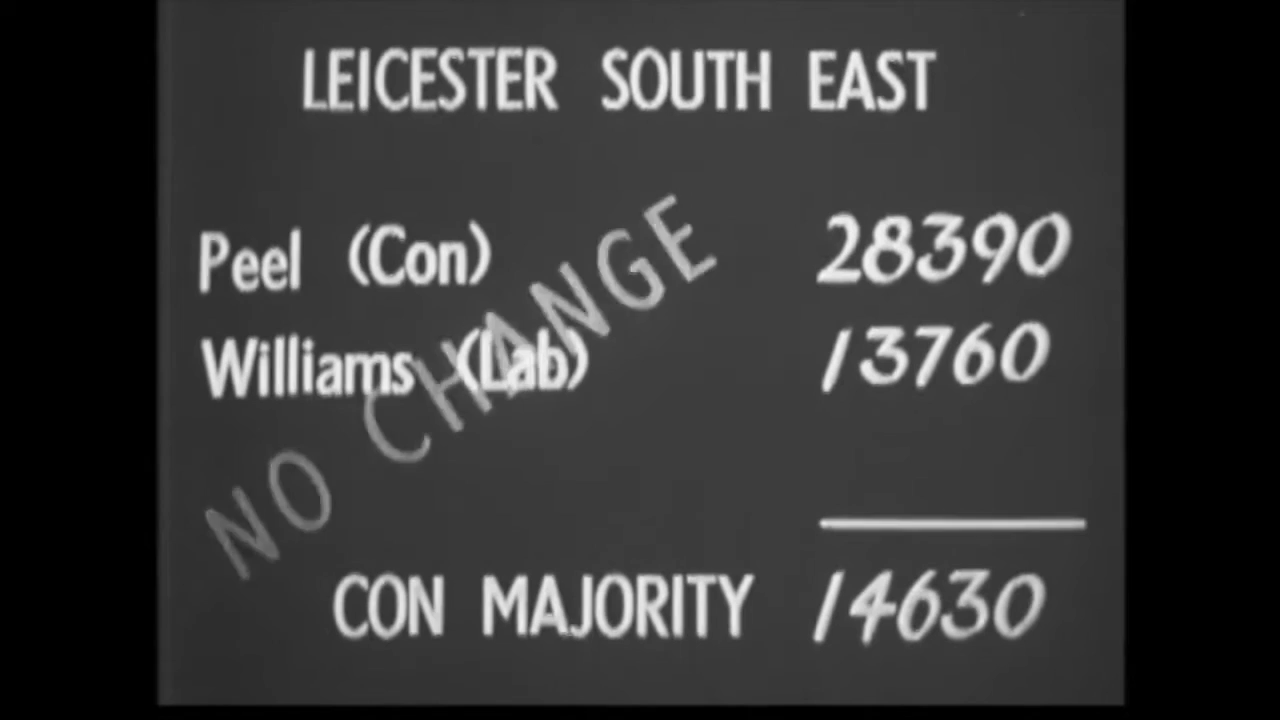 LEICESTER SOUTH EAST
Peel (Con) 28390
Williams (Lab) 13760
NO CHANGE
CON MAJORITY 14630